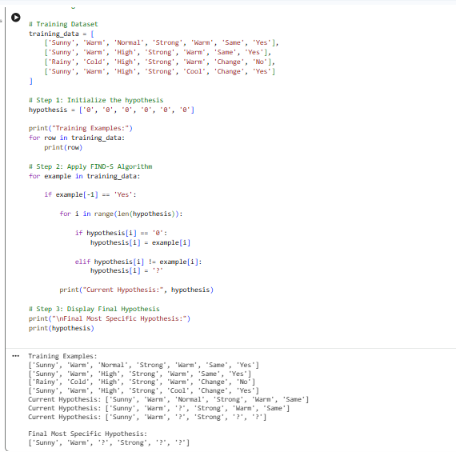 # Training Dataset
training_data = [
['Sunny', 'Warm', 'Normal', 'Strong', 'Warm', 'Same', 'Yes'],
['Sunny', 'Warm', 'High', 'Strong', 'Warm', 'Same', 'Yes'],
['Rainy', 'Cold', 'High', 'Strong', 'Warm', 'Change', 'No'],
['Sunny', 'Warm', 'High', 'Strong', 'Cool', 'Change', 'Yes']
]
# Step 1: Initialize the hypothesis
hypothesis = ['0', '0', '0', '0', '0', '0']
print("Training Examples:")
for row in training_data:
print(row)
# Step 2: Apply FIND-S Algorithm
for example in training_data:
if example[-1] == 'Yes':
for i in range(len(hypothesis)):
if hypothesis[i] == '0':
hypothesis[i] = example[i]
elif hypothesis[i] != example[i]:
hypothesis[i] = '?'
print("Current Hypothesis:", hypothesis)
# Step 3: Display Final Hypothesis
print("\nFinal Most Specific Hypothesis:")
print(hypothesis)
Training Examples:
['Sunny', 'Warm', 'Normal', 'Strong', 'Warm', 'Same', 'Yes']
['Sunny', 'Warm', 'High', 'Strong', 'Warm', 'Same', 'Yes']
['Rainy', 'Cold', 'High', 'Strong', 'Warm', 'Change', 'No']
['Sunny', 'Warm', 'High', 'Strong', 'Cool', 'Change', 'Yes']
Current Hypothesis: ['Sunny', 'Warm', 'Normal', 'Strong', 'Warm', 'Same']
Current Hypothesis: ['Sunny', 'Warm', '?', 'Strong', 'Warm', 'Same']
Current Hypothesis: ['Sunny', 'Warm', '?', 'Strong', '?', '?']
Final Most Specific Hypothesis:
['Sunny', 'Warm', '?', 'Strong', '?', '?']